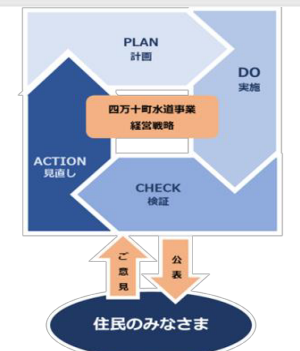 PLAN
計画
DO
実施
四万十町水道事業
経営戦略
ACTION
見直し
CHECK
検証
ご意見
公表
住民のみなさま